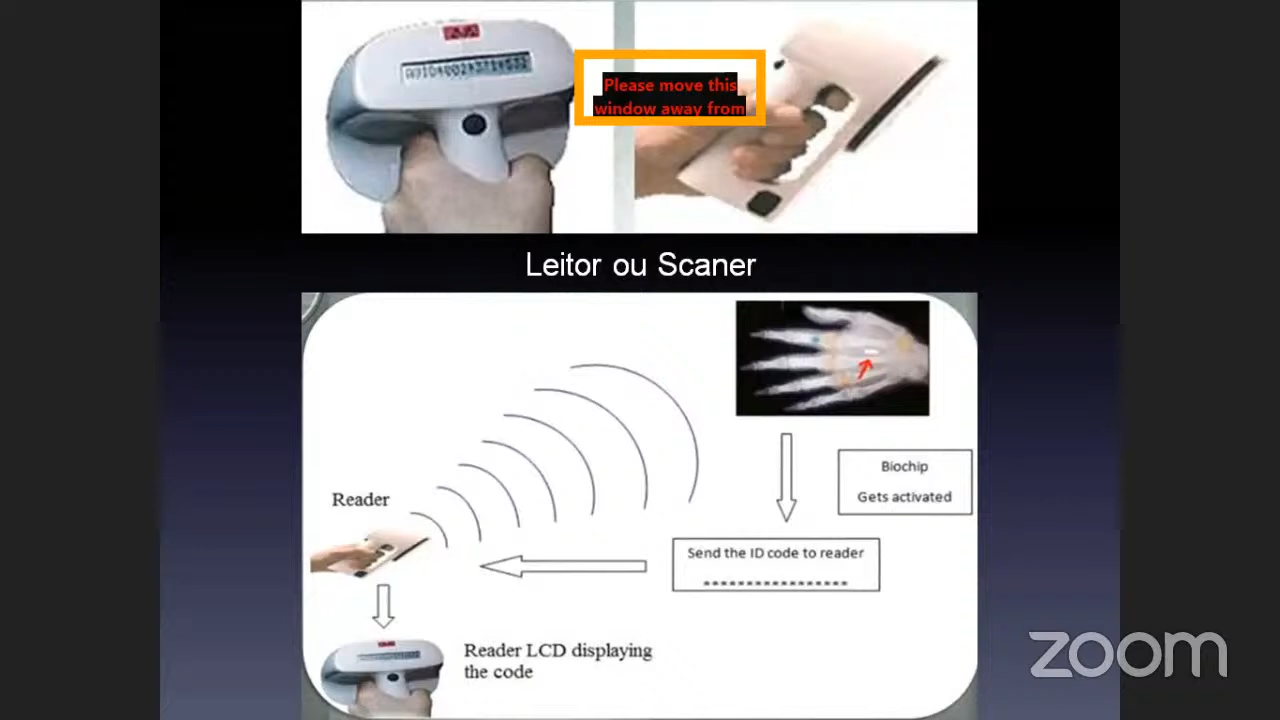 Please move this
window away from
Leitor ou Scaner
Biochip
Gets activated
Reader
Send the ID code to reader
****************
Reader LCD displaying
the code
zoom